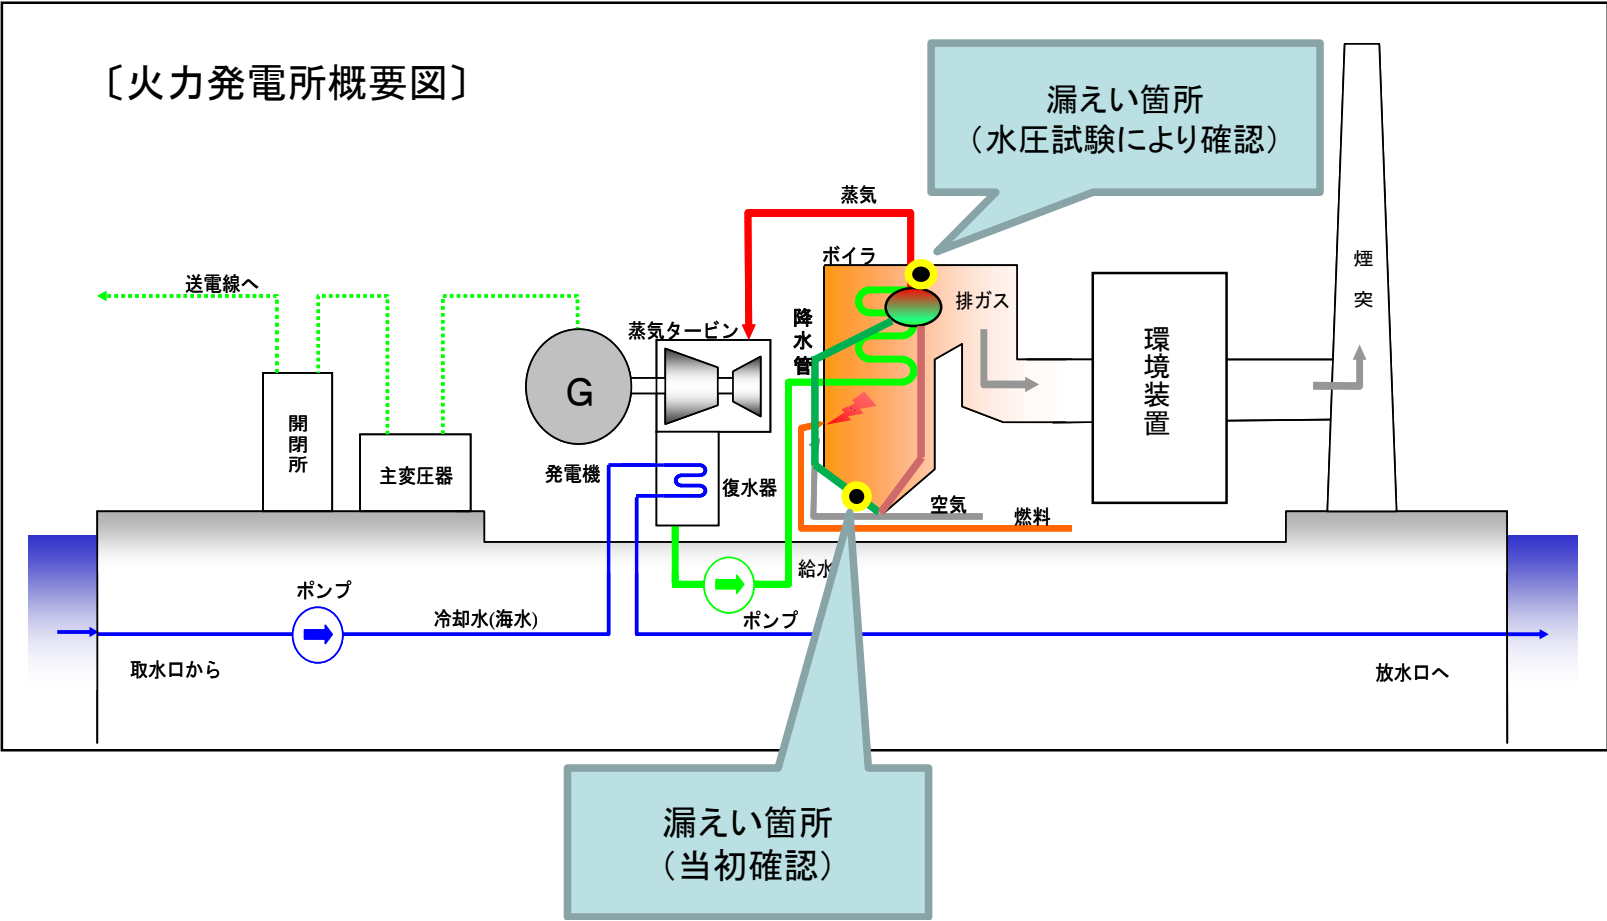 〔火力発電所概要図〕
漏えい箇所
（水圧試験により確認）
蒸気
ボイラ
送電線へ
煙
突
排ガス
降
水
管
蒸気タービン
環
境
装
置
G
開
閉
所
主変圧器
発電機
復水器
空気
燃料
給水
ポンプ
冷却水(海水)
ポンプ
取水口から
放水口へ
漏えい箇所
（当初確認）